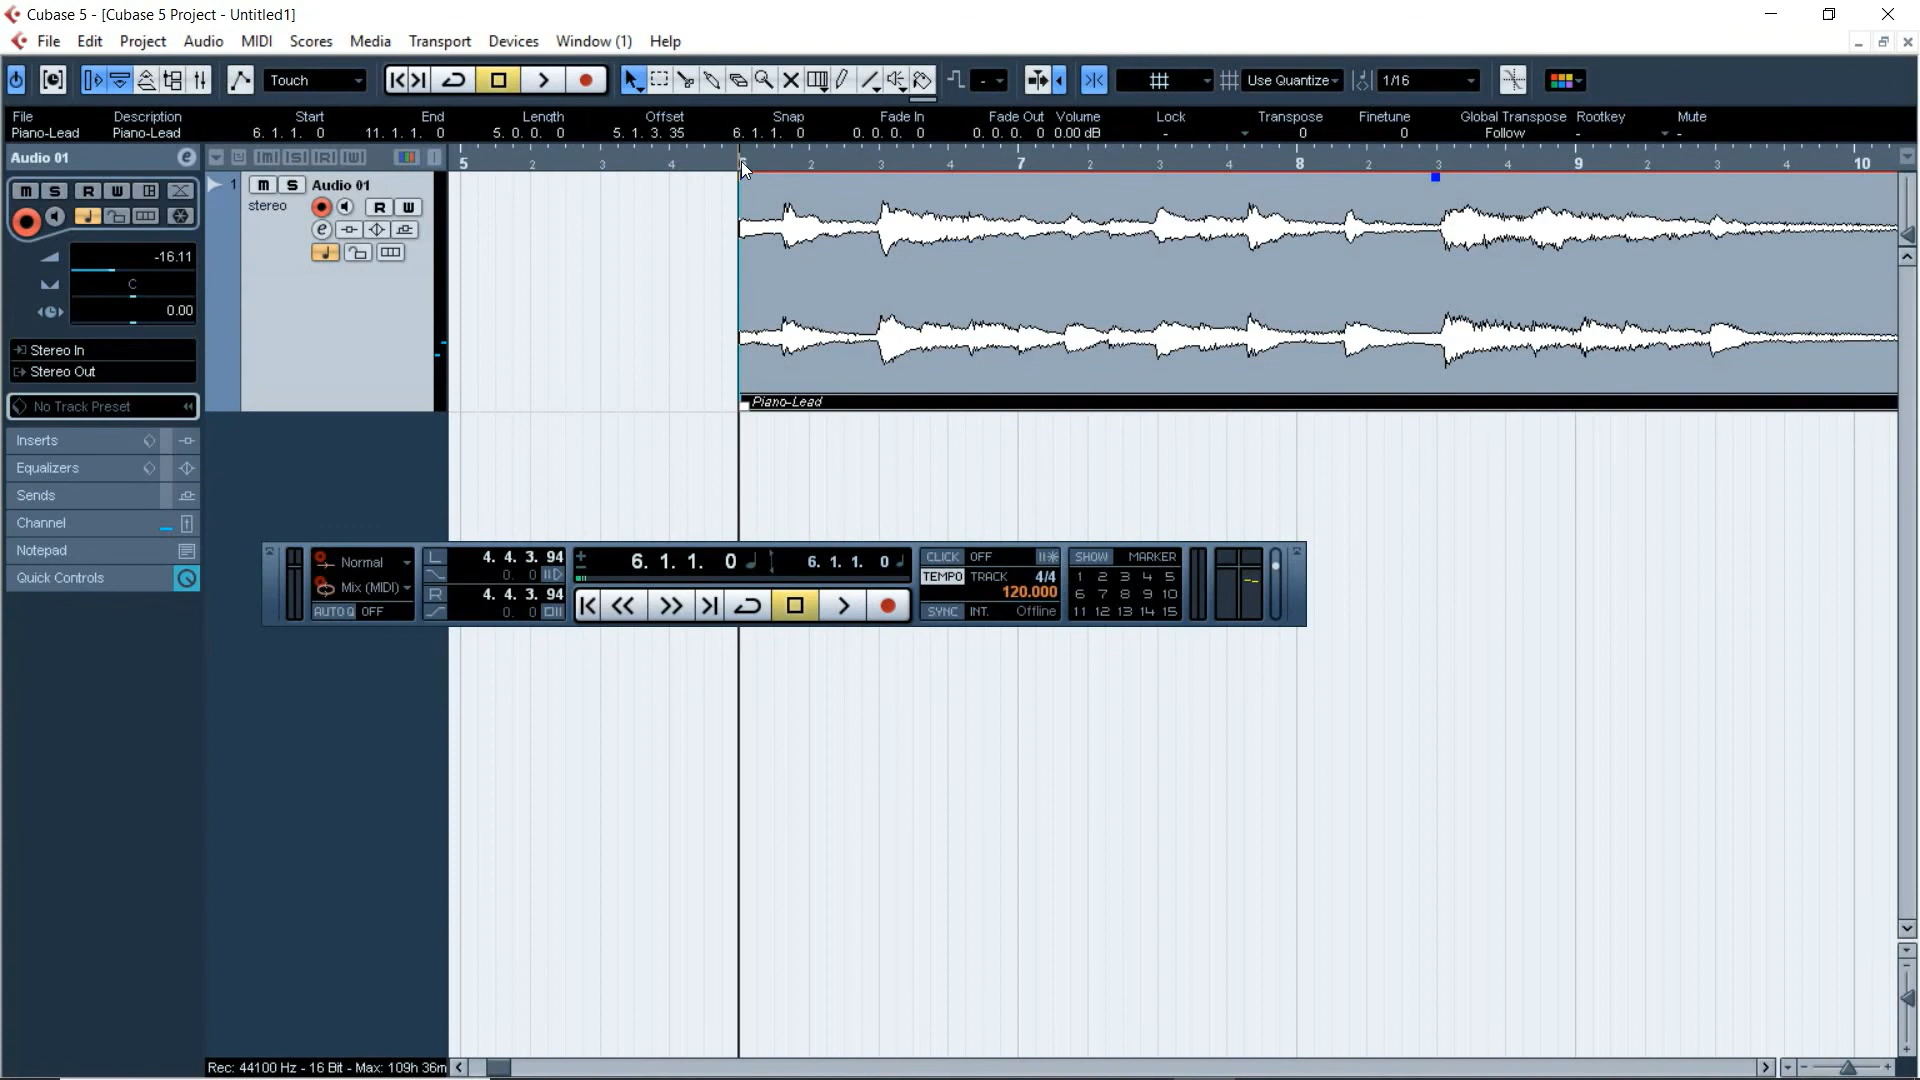 Cubase 5 - [Cubase 5 Project - Untitled1]
File Edit Project Audio MIDI Scores Media Transport Devices Window (1) Help
Touch - Use Quantize 1/16
File Description Start End Length Offset Snap Fade In Fade Out Volume Lock Transpose Finetune Global Transpose Rootkey Mute
Piano-Lead Piano-Lead 6. 1. 1. 0 11. 1. 1. 0 5. 0. 0. 0 5. 1. 3. 35 6. 1. 1. 0 0. 0. 0. 0 0. 0. 0. 0 0.00 dB - 0 0 Follow - -
Audio 01 e [M] [S] [R] [W] 5 2 3 4 2 3 4 7 2 3 4 8 2 3 4 9 2 3 4 10
m S R W
1 m S Audio 01
stereo R W
e
-16.11
C
0.00
Stereo In
Stereo Out
No Track Preset
Piano-Lead
Inserts
Equalizers
Sends
Channel
Notepad
Quick Controls
Normal
Mix (MIDI)
AUTO Q OFF
L 4. 4. 3. 94
0. 0
R 4. 4. 3. 94
0. 0
6. 1. 1. 0 6. 1. 1. 0
CLICK OFF
TEMPO TRACK 4/4
120.000
SYNC INT. Offline
SHOW MARKER
1 2 3 4 5
6 7 8 9 10
11 12 13 14 15
Rec: 44100 Hz - 16 Bit - Max: 109h 36m